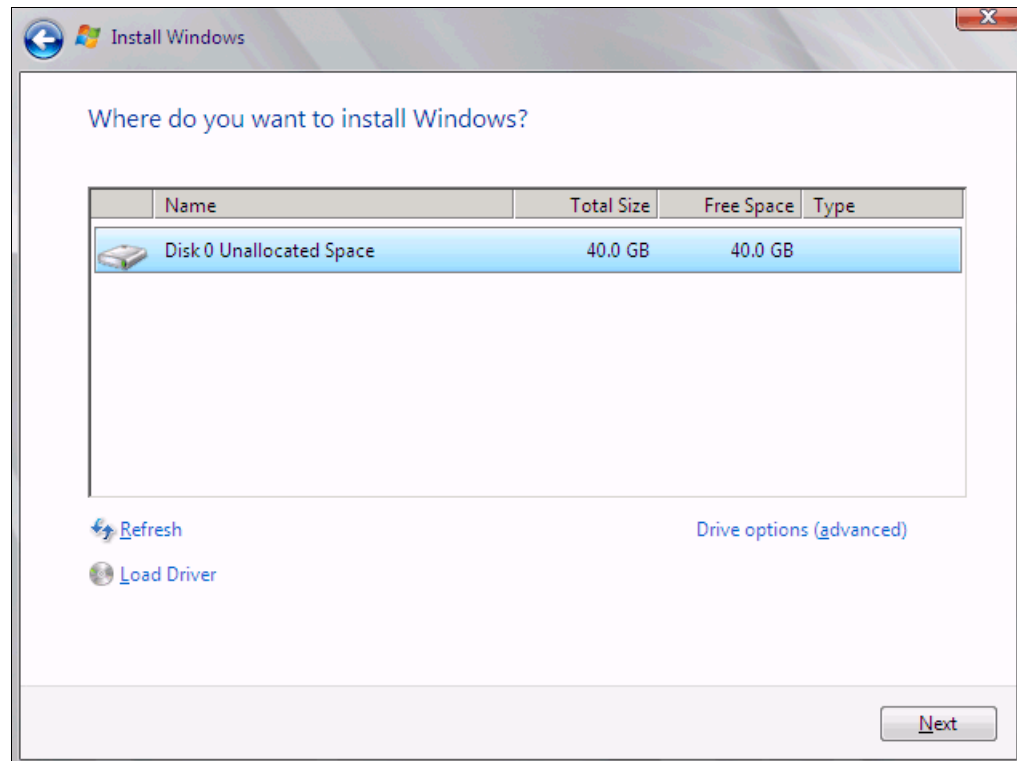 Install Windows
Where do you want to install Windows?
Name Total Size Free Space Type
Disk 0 Unallocated Space 40.0 GB 40.0 GB
Refresh Drive options (advanced)
Load Driver
Next